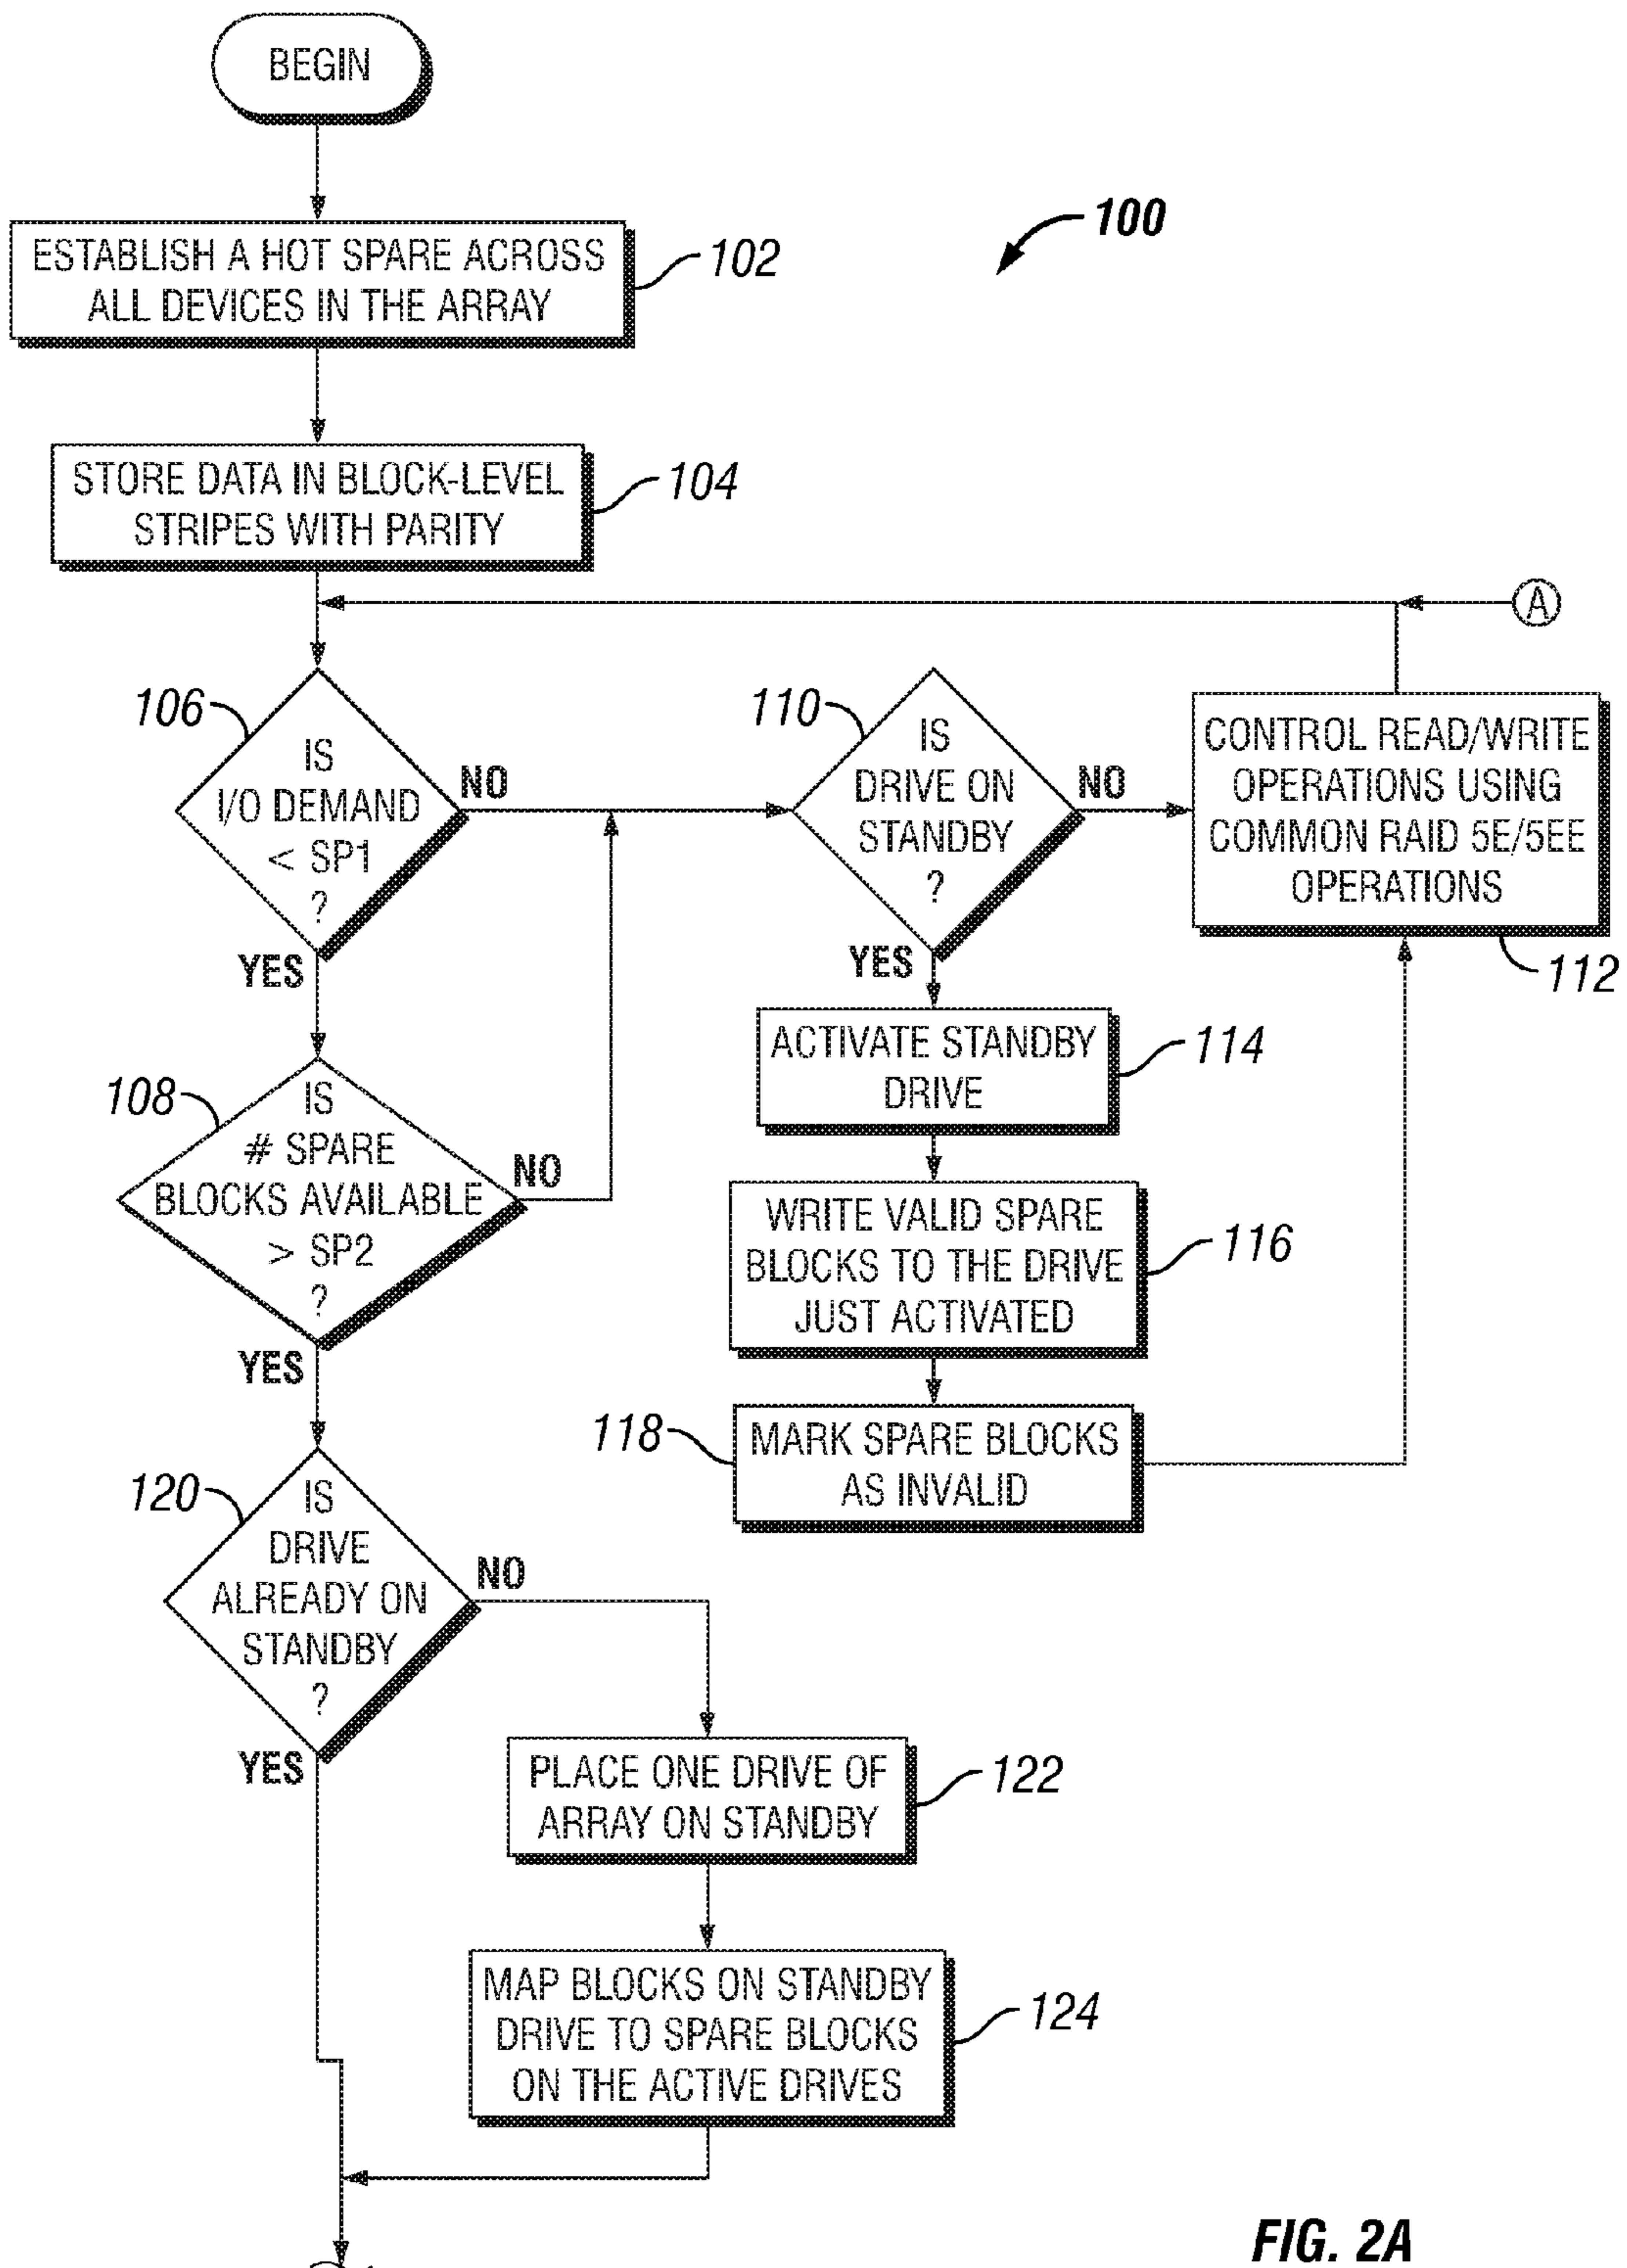 BEGIN
100
ESTABLISH A HOT SPARE ACROSS
ALL DEVICES IN THE ARRAY
102
STORE DATA IN BLOCK-LEVEL
STRIPES WITH PARITY
104
A
106
IS
I/O DEMAND
< SP1
?
NO
YES
110
IS
DRIVE ON
STANDBY
?
NO
YES
CONTROL READ/WRITE
OPERATIONS USING
COMMON RAID 5E/5EE
OPERATIONS
112
108
IS
# SPARE
BLOCKS AVAILABLE
> SP2
?
NO
YES
ACTIVATE STANDBY
DRIVE
114
WRITE VALID SPARE
BLOCKS TO THE DRIVE
JUST ACTIVATED
116
118
MARK SPARE BLOCKS
AS INVALID
120
IS
DRIVE
ALREADY ON
STANDBY
?
NO
YES
PLACE ONE DRIVE OF
ARRAY ON STANDBY
122
MAP BLOCKS ON STANDBY
DRIVE TO SPARE BLOCKS
ON THE ACTIVE DRIVES
124
FIG. 2A